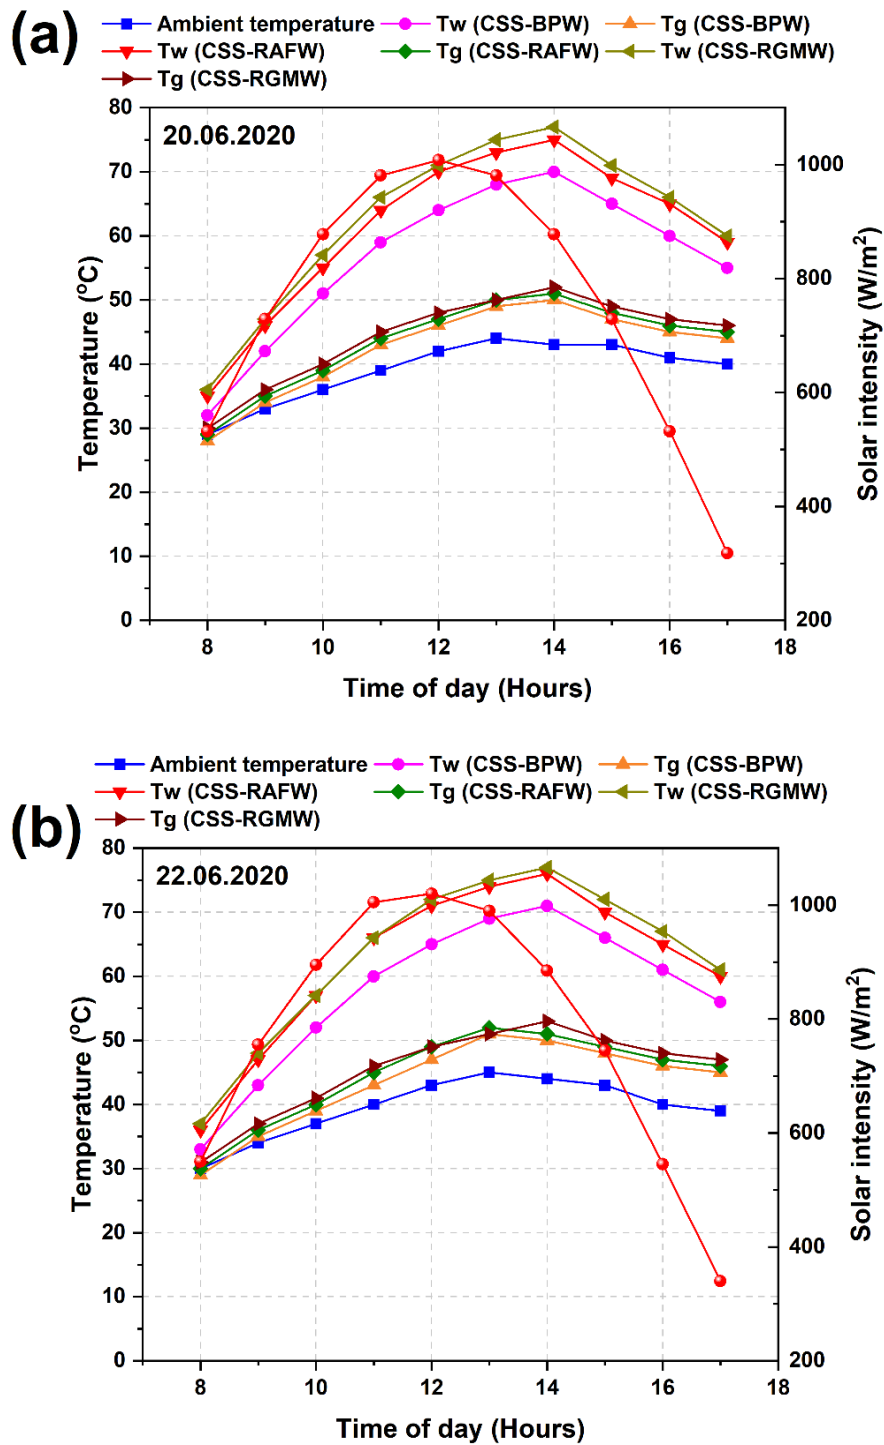 (a)
Ambient temperature Tw (CSS-BPW) Tg (CSS-BPW)
Tw (CSS-RAFW) Tg (CSS-RAFW) Tw (CSS-RGMW)
Tg (CSS-RGMW)
20.06.2020
80
70
60
50
40
30
20
10
0
Temperature (°C)
1000
800
600
400
200
Solar intensity (W/m²)
8 10 12 14 16 18
Time of day (Hours)
(b)
Ambient temperature Tw (CSS-BPW) Tg (CSS-BPW)
Tw (CSS-RAFW) Tg (CSS-RAFW) Tw (CSS-RGMW)
Tg (CSS-RGMW)
22.06.2020
80
70
60
50
40
30
20
10
0
Temperature (°C)
1000
800
600
400
200
Solar intensity (W/m²)
8 10 12 14 16 18
Time of day (Hours)